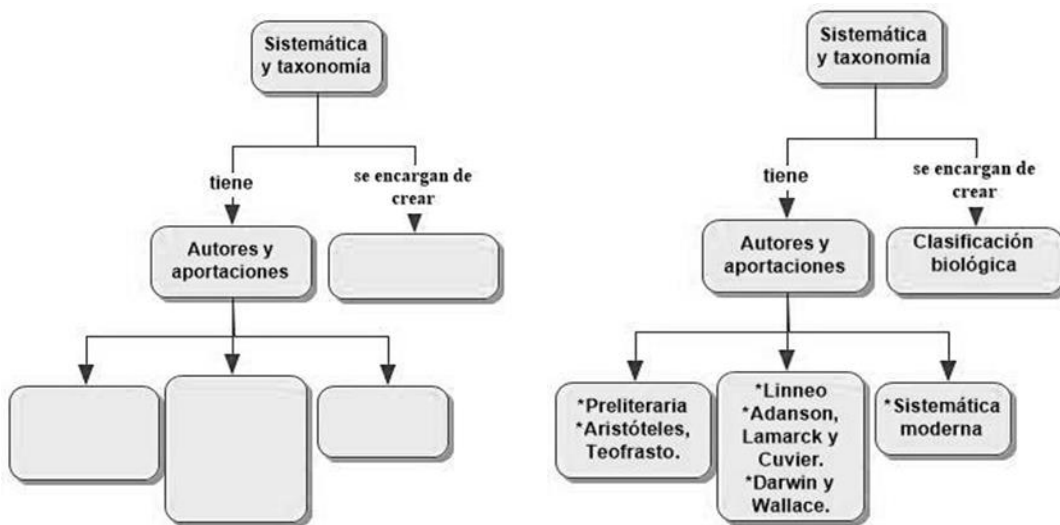 Sistemática
y taxonomía
tiene
se encargan de
crear
Autores y
aportaciones
Sistemática
y taxonomía
tiene
se encargan de
crear
Autores y
aportaciones
Clasificación
biológica
*Preliteraria
*Aristóteles,
Teofrasto.
*Linneo
*Adanson,
Lamarck y
Cuvier.
*Darwin y
Wallace.
*Sistemática
moderna